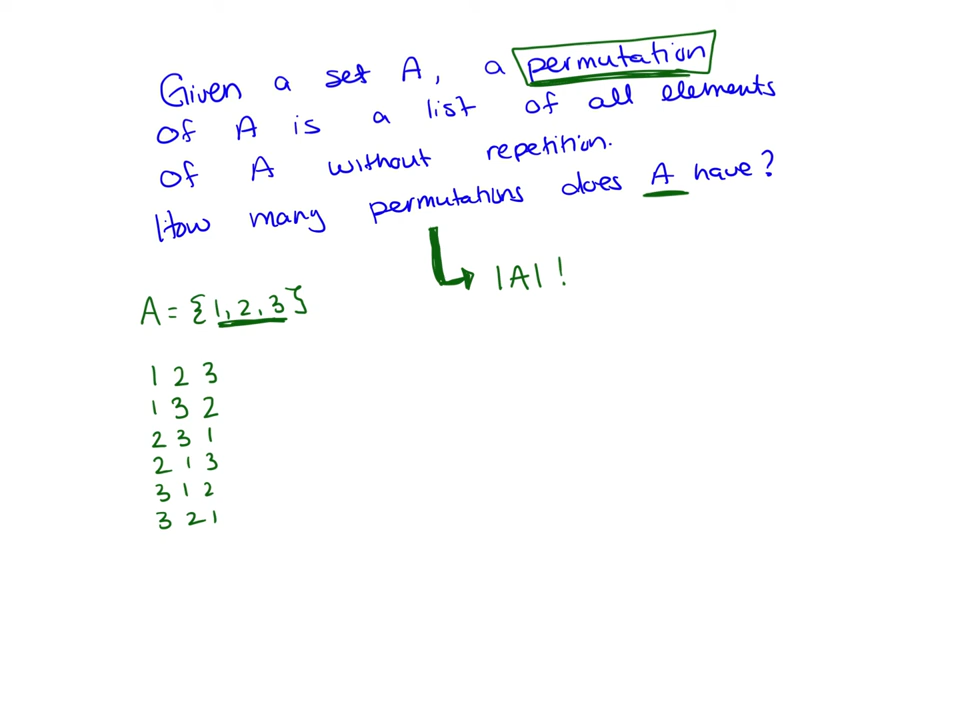 Given a set A, a permutation
of A is a list of all elements
of A without repetition.
How many permutations does A have?
|A|!
A = {1, 2, 3}
1 2 3
1 3 2
2 3 1
2 1 3
3 1 2
3 2 1